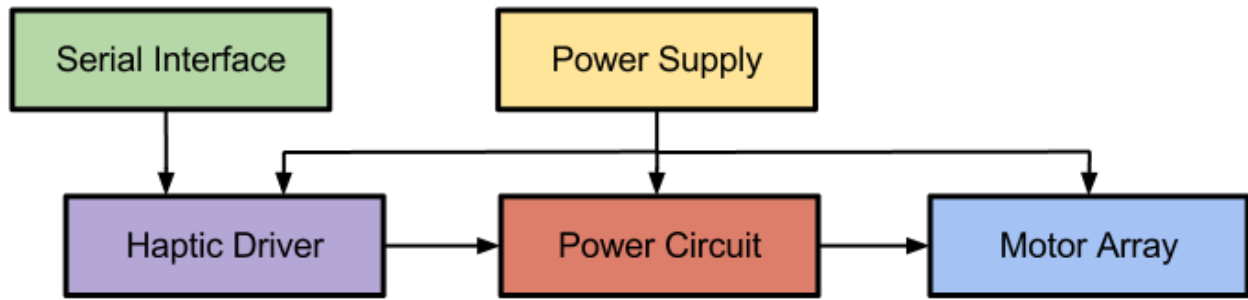 Serial Interface
Power Supply
Haptic Driver
Power Circuit
Motor Array